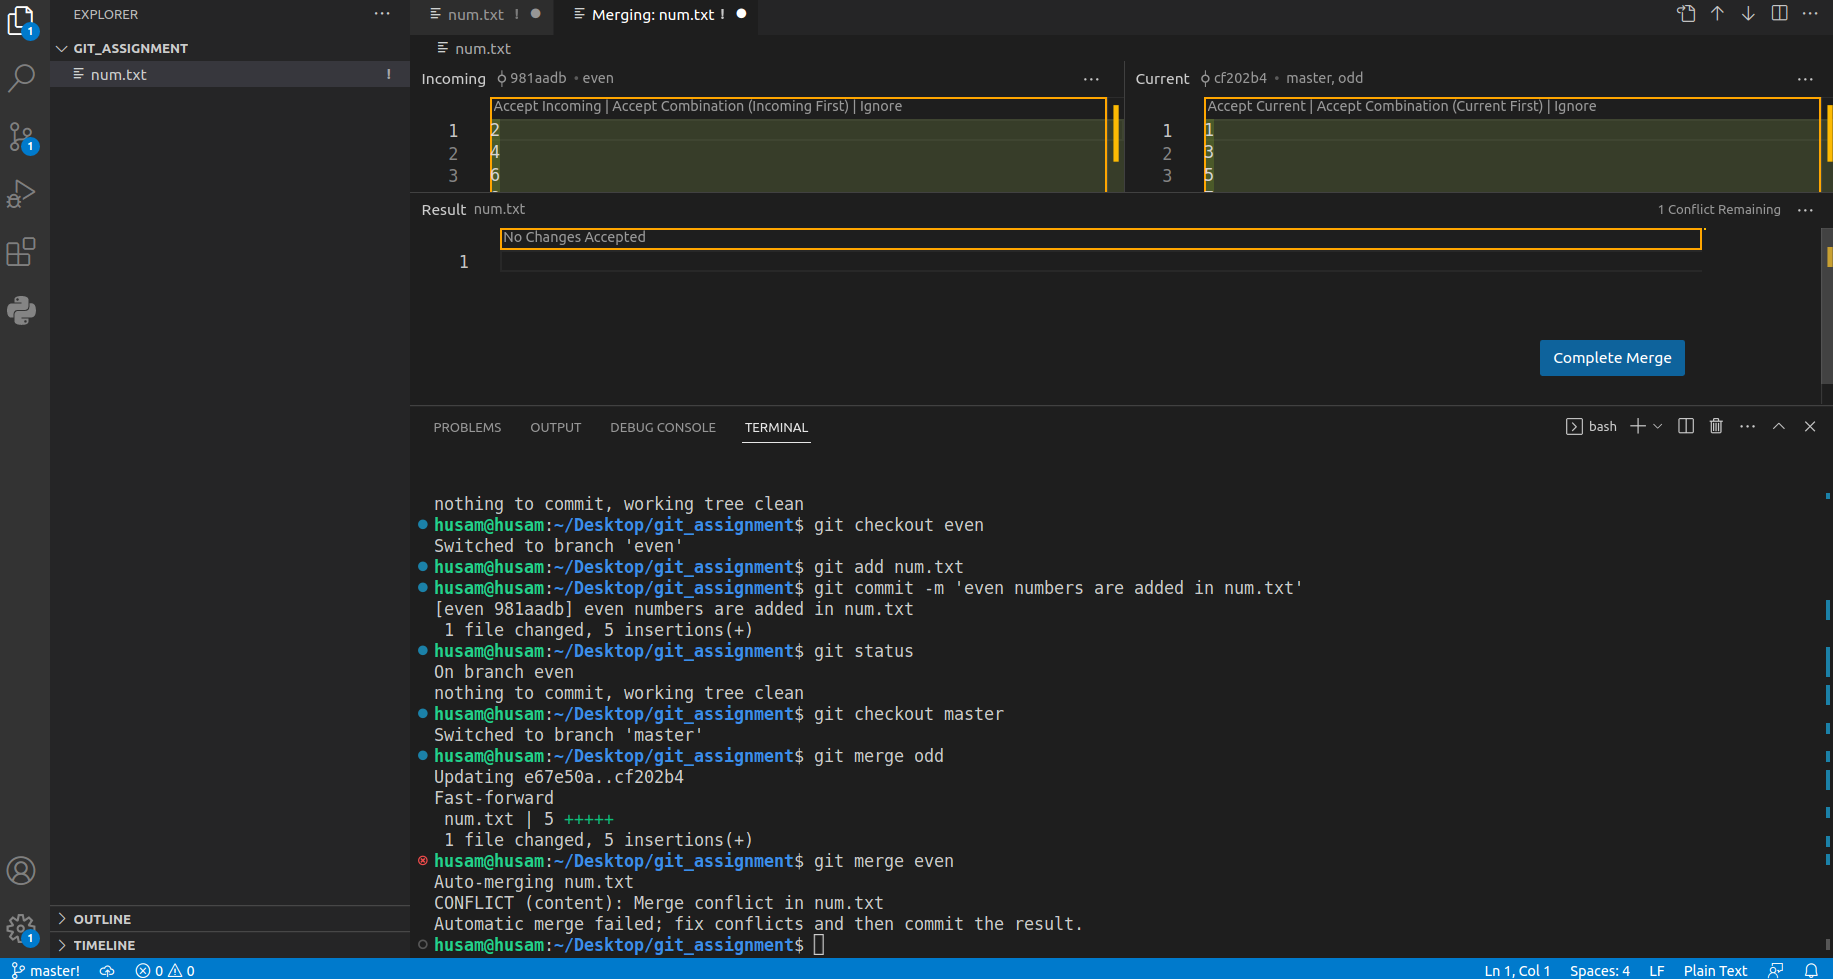 EXPLORER
GIT_ASSIGNMENT
num.txt !
OUTLINE
TIMELINE
num.txt !
Merging: num.txt !
num.txt
Incoming 981aadb • even
Accept Incoming | Accept Combination (Incoming First) | Ignore
1 2
2 4
3 6
Current cf202b4 • master, odd
Accept Current | Accept Combination (Current First) | Ignore
1 1
2 3
3 5
Result num.txt
1 Conflict Remaining
No Changes Accepted
1
Complete Merge
PROBLEMS OUTPUT DEBUG CONSOLE TERMINAL
bash
nothing to commit, working tree clean
husam@husam:~/Desktop/git_assignment$ git checkout even
Switched to branch 'even'
husam@husam:~/Desktop/git_assignment$ git add num.txt
husam@husam:~/Desktop/git_assignment$ git commit -m 'even numbers are added in num.txt'
[even 981aadb] even numbers are added in num.txt
1 file changed, 5 insertions(+)
husam@husam:~/Desktop/git_assignment$ git status
On branch even
nothing to commit, working tree clean
husam@husam:~/Desktop/git_assignment$ git checkout master
Switched to branch 'master'
husam@husam:~/Desktop/git_assignment$ git merge odd
Updating e67e50a..cf202b4
Fast-forward
num.txt | 5 +++++
1 file changed, 5 insertions(+)
husam@husam:~/Desktop/git_assignment$ git merge even
Auto-merging num.txt
CONFLICT (content): Merge conflict in num.txt
Automatic merge failed; fix conflicts and then commit the result.
husam@husam:~/Desktop/git_assignment$
1
1
1
master! 0 0
Ln 1, Col 1 Spaces: 4 LF Plain Text